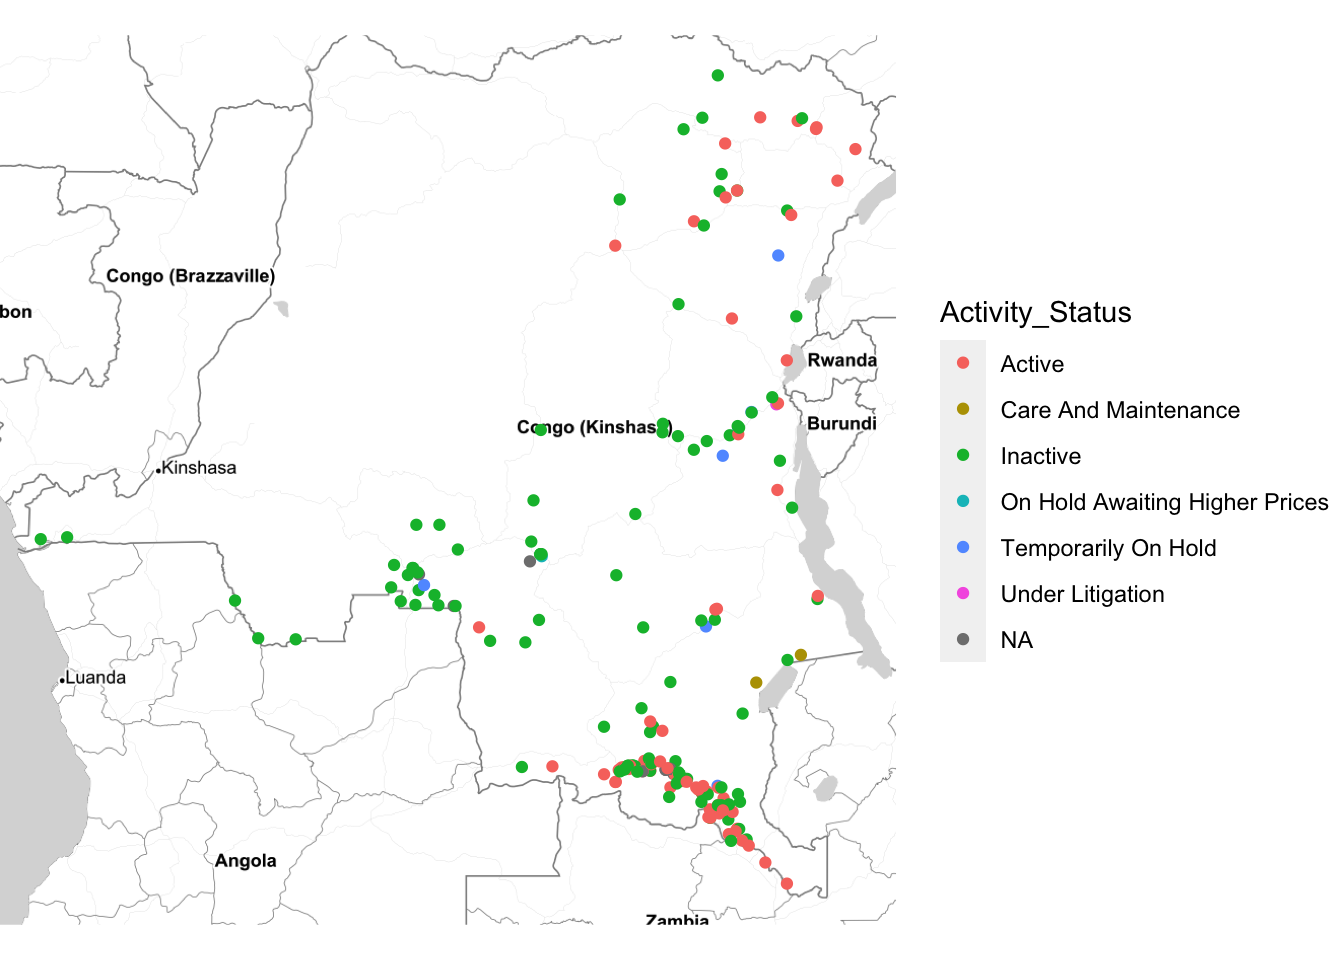 Congo (Brazzaville)
bon
Activity_Status
Rwanda
Active
Care And Maintenance
Congo (Kinshasa)
Burundi
Inactive
Kinshasa
On Hold Awaiting Higher Prices
Temporarily On Hold
Under Litigation
NA
Luanda
Angola
Zambia